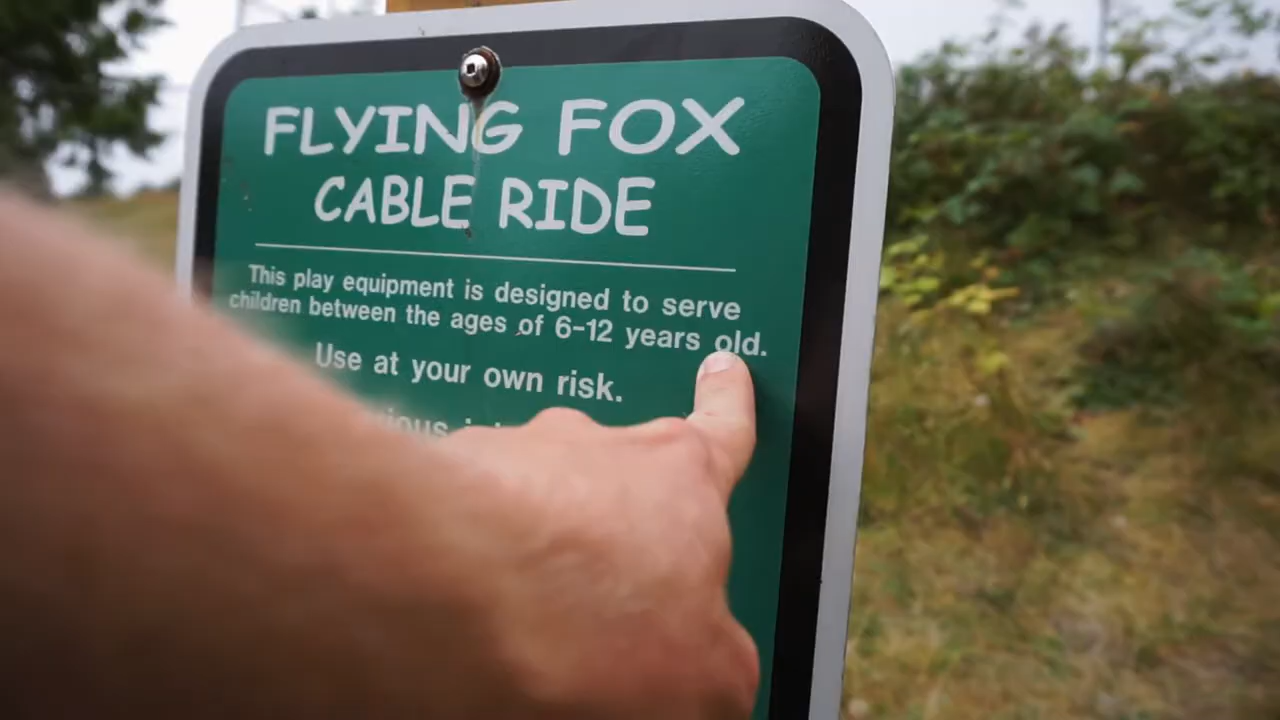 FLYING FOX
CABLE RIDE
This play equipment is designed to serve
children between the ages of 6-12 years old.
Use at your own risk.